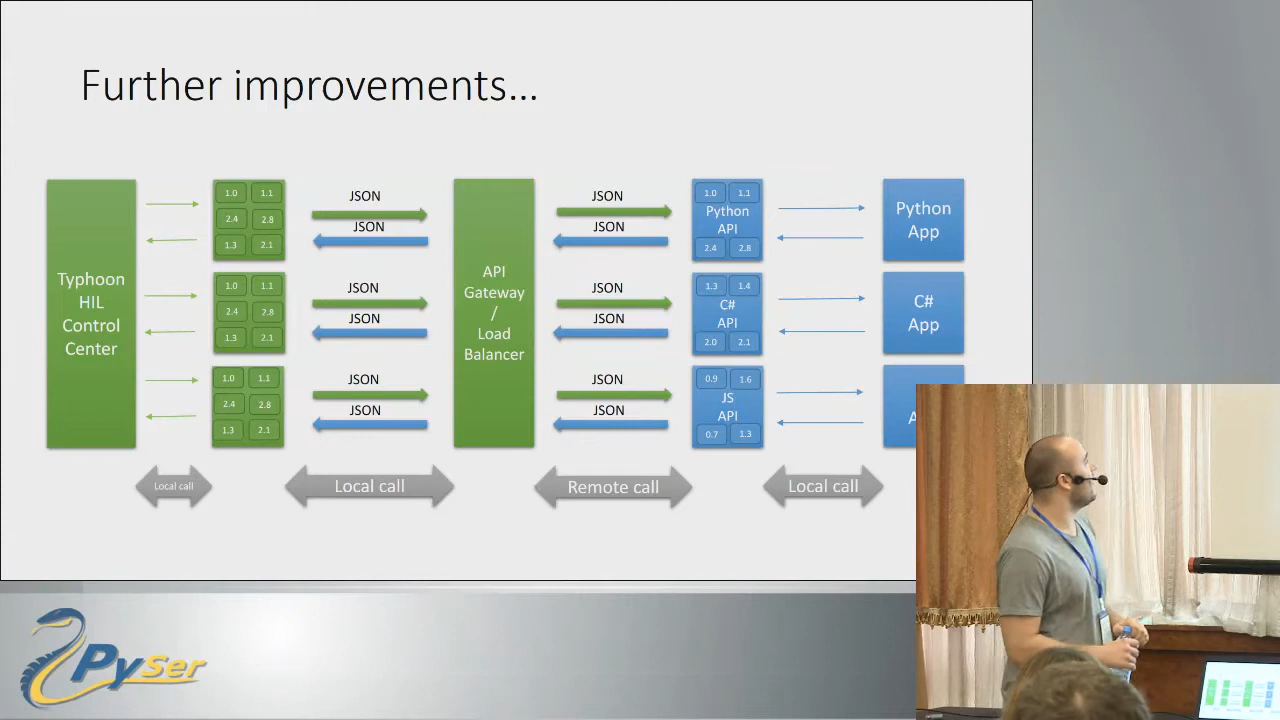 Further improvements...
Typhoon
HIL
Control
Center
1.0 1.1
2.4 2.8
1.3 2.1
1.0 1.1
2.4 2.8
1.3 2.1
1.0 1.1
2.4 2.8
1.3 2.1
JSON
JSON
JSON
JSON
JSON
JSON
API
Gateway
/
Load
Balancer
JSON
JSON
JSON
JSON
JSON
JSON
1.0 1.1
Python
API
2.4 2.8
1.3 1.4
C#
API
2.0 2.1
0.9 1.6
JS
API
0.7 1.3
Python
App
C#
App
Local call
Local call
Remote call
Local call
PySer